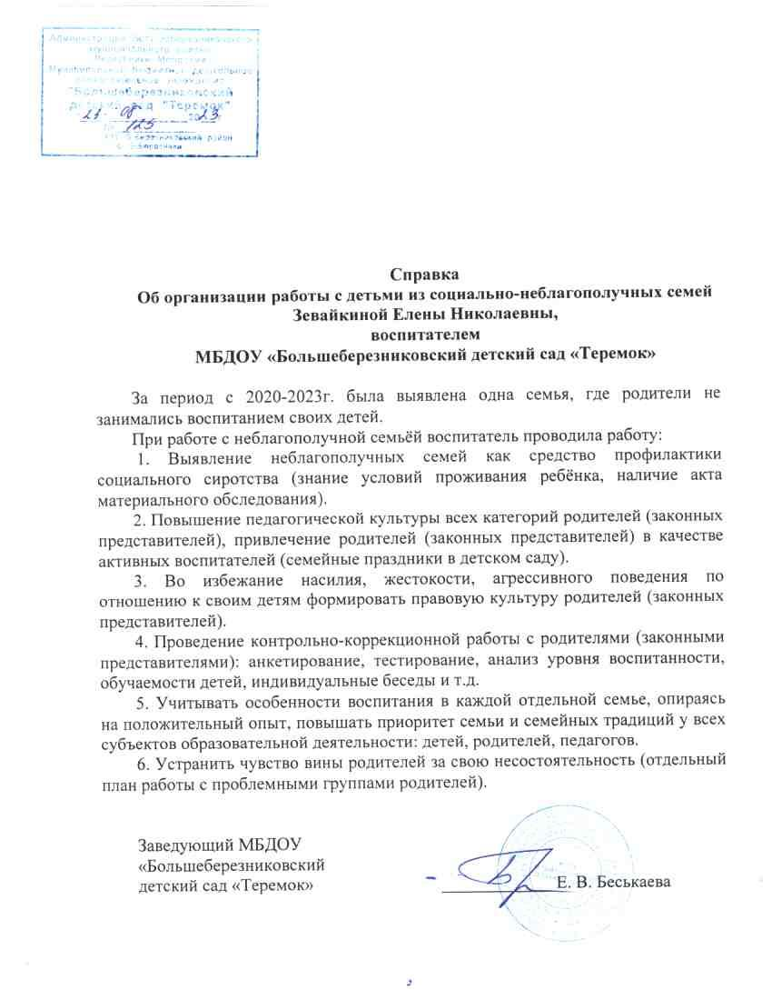 Администрация Большеберезниковского
муниципального района
Республики Мордовия
Муниципальное бюджетное дошкольное
образовательное учреждение
"Большеберезниковский
детский сад "Теремок"
08 2023
№ 125
Справка
Об организации работы с детьми из социально-неблагополучных семей
Зевайкиной Елены Николаевны,
воспитателем
МБДОУ «Большеберезниковский детский сад «Теремок»
За период с 2020-2023г. была выявлена одна семья, где родители не
занимались воспитанием своих детей.
При работе с неблагополучной семьёй воспитатель проводила работу:
1. Выявление неблагополучных семей как средство профилактики
социального сиротства (знание условий проживания ребёнка, наличие акта
материального обследования).
2. Повышение педагогической культуры всех категорий родителей (законных
представителей), привлечение родителей (законных представителей) в качестве
активных воспитателей (семейные праздники в детском саду).
3. Во избежание насилия, жестокости, агрессивного поведения по
отношению к своим детям формировать правовую культуру родителей (законных
представителей).
4. Проведение контрольно-коррекционной работы с родителями (законными
представителями): анкетирование, тестирование, анализ уровня воспитанности,
обучаемости детей, индивидуальные беседы и т.д.
5. Учитывать особенности воспитания в каждой отдельной семье, опираясь
на положительный опыт, повышать приоритет семьи и семейных традиций у всех
субъектов образовательной деятельности: детей, родителей, педагогов.
6. Устранить чувство вины родителей за свою несостоятельность (отдельный
план работы с проблемными группами родителей).
Заведующий МБДОУ
«Большеберезниковский
детский сад «Теремок»
Е. В. Беськаева